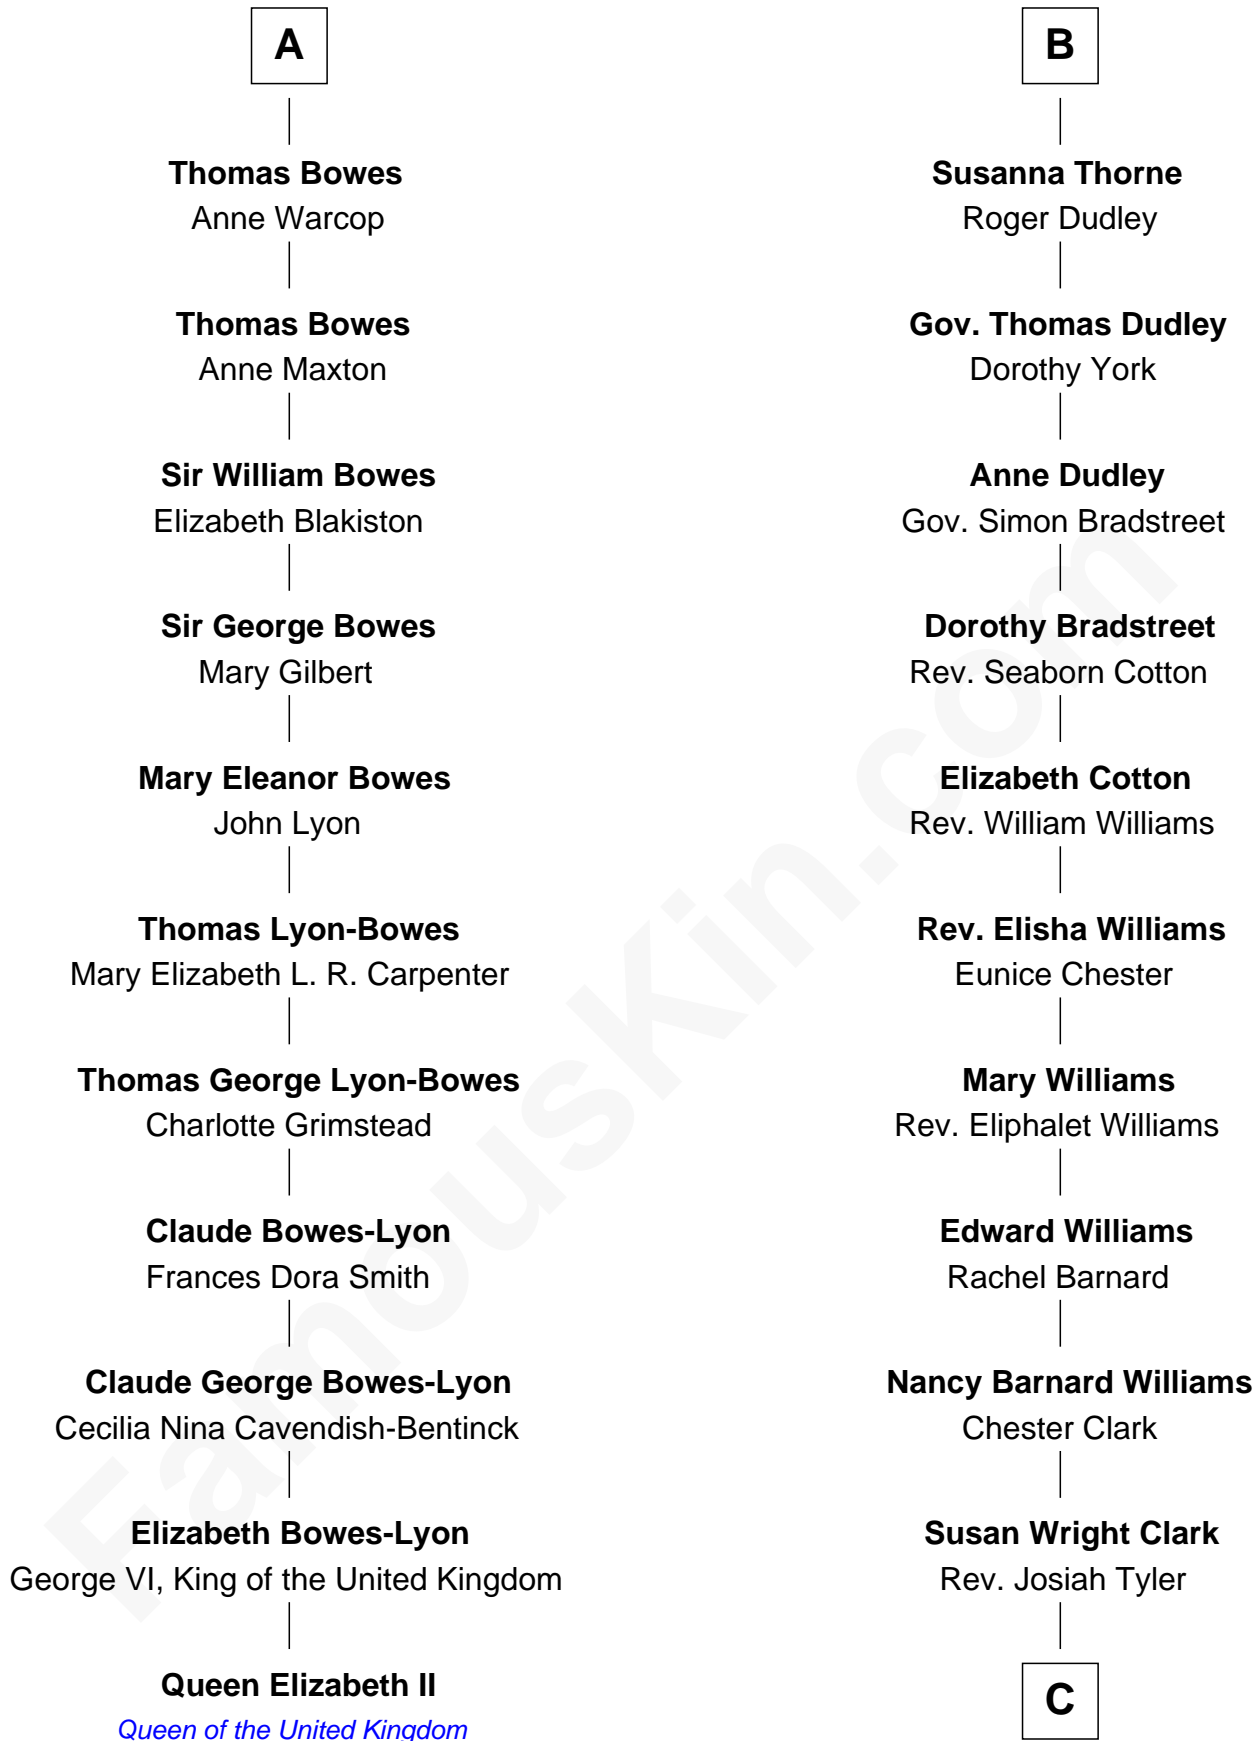 A
Thomas Bowes
Anne Warcop
Thomas Bowes
Anne Maxton
Sir William Bowes
Elizabeth Blakiston
Sir George Bowes
Mary Gilbert
Mary Eleanor Bowes
John Lyon
Thomas Lyon-Bowes
Mary Elizabeth L. R. Carpenter
Thomas George Lyon-Bowes
Charlotte Grimstead
Claude Bowes-Lyon
Frances Dora Smith
Claude George Bowes-Lyon
Cecilia Nina Cavendish-Bentinck
Elizabeth Bowes-Lyon
George VI, King of the United Kingdom
Queen Elizabeth II
Queen of the United Kingdom
B
Susanna Thorne
Roger Dudley
Gov. Thomas Dudley
Dorothy York
Anne Dudley
Gov. Simon Bradstreet
Dorothy Bradstreet
Rev. Seaborn Cotton
Elizabeth Cotton
Rev. William Williams
Rev. Elisha Williams
Eunice Chester
Mary Williams
Rev. Eliphalet Williams
Edward Williams
Rachel Barnard
Nancy Barnard Williams
Chester Clark
Susan Wright Clark
Rev. Josiah Tyler
C
FamousKin.com